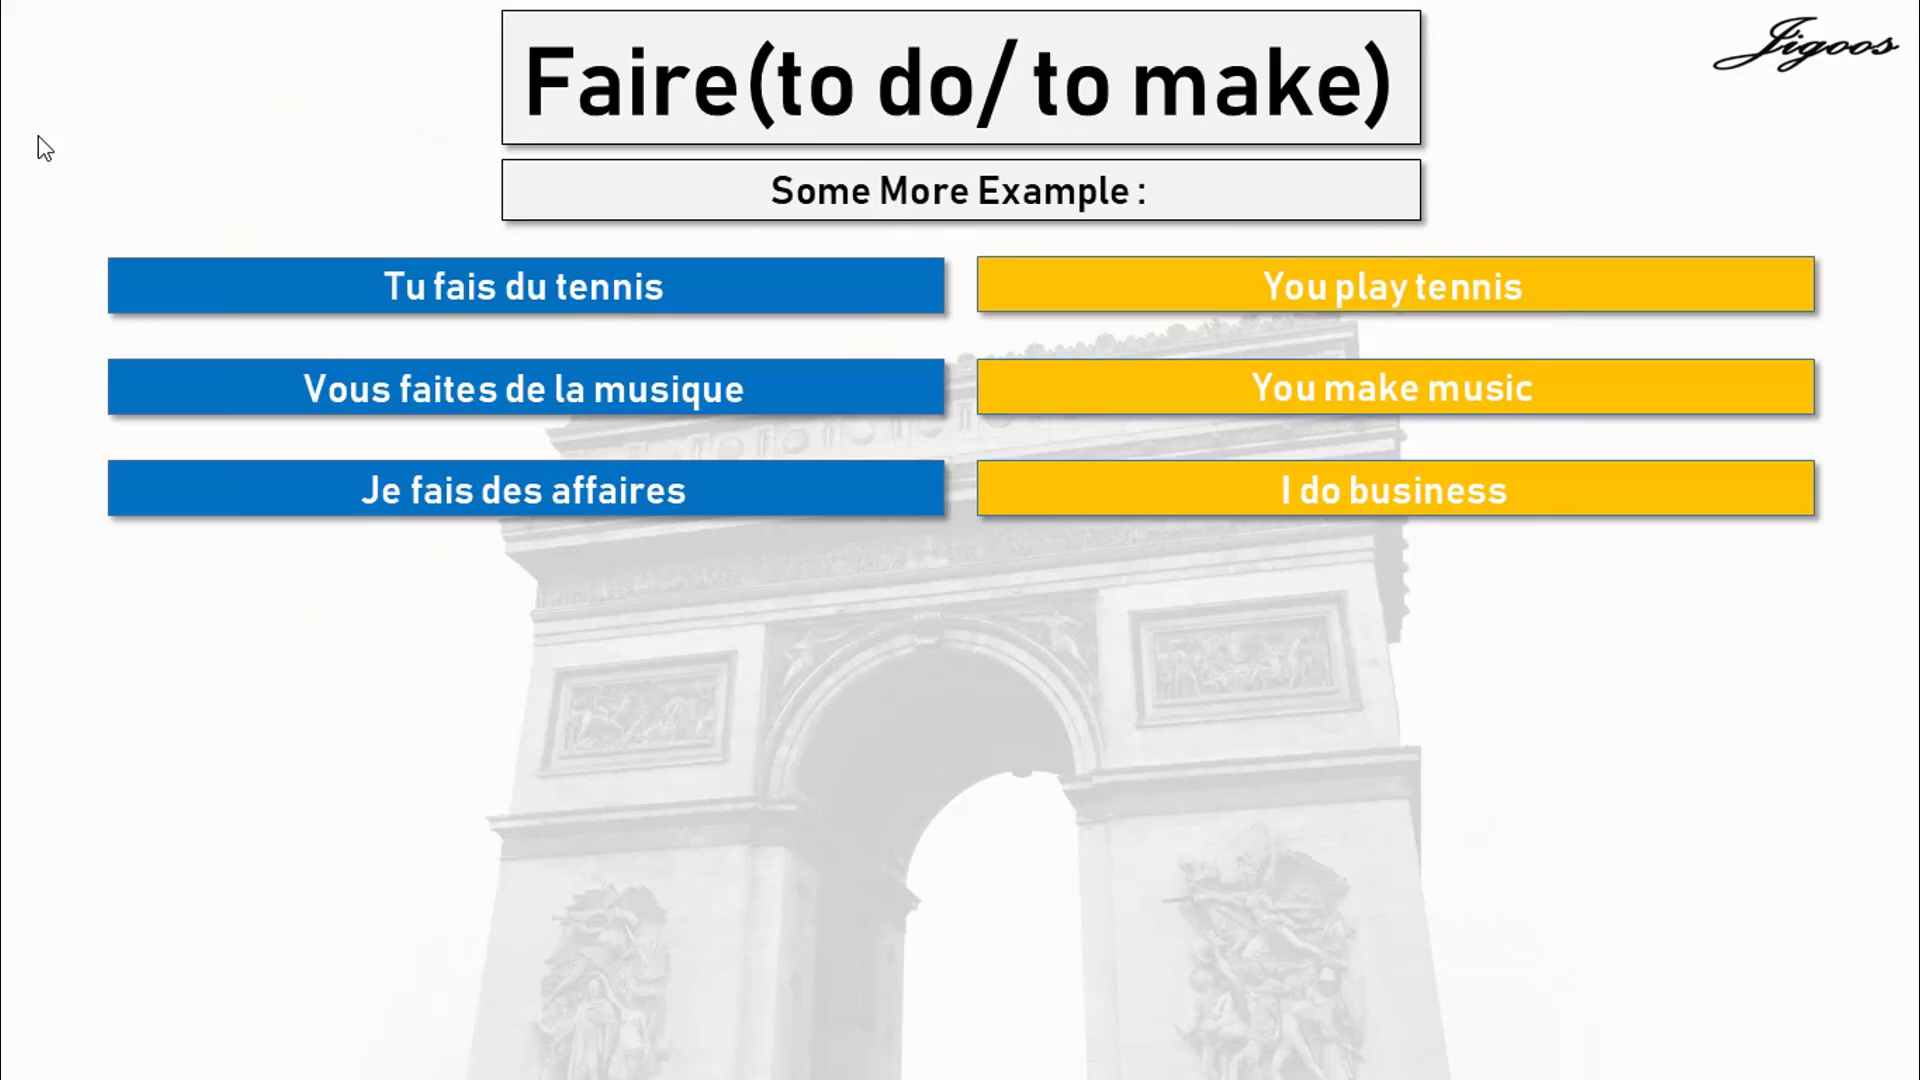 Faire(to do/ to make)
Jigoos
Some More Example :
Tu fais du tennis
You play tennis
Vous faites de la musique
You make music
Je fais des affaires
I do business